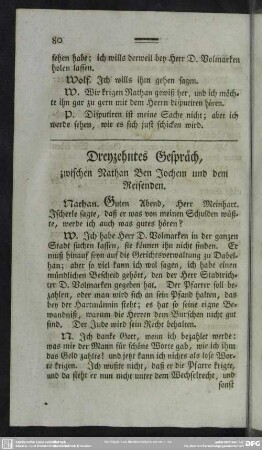 80
sehen habe; ich wills derweil bey Herr D. Volmarken
holen lassen.
Wolf. Ich wills ihm gehen sagen.
W. Wir krigen Nathan gewiß her, und ich möch-
te ihn gar zu gern mit dem Herrn disputiren hören.
P. Disputiren ist meine Sache nicht; aber ich
werde sehen, wie es sich just schicken wird.
Dreyzehntes Gespräch,
zwischen Nathan Ben Jochem und dem
Reisenden.
Nathan. Guten Abend, Herr Meinhart.
Ischerle sagte, daß er was von meinen Schulden wüß-
te, werde ich auch was gutes hören?
W. Ich habe Herr D. Volmarken in der ganzen
Stadt suchen lassen, sie können ihn nicht finden. Er
muß hinauf seyn auf die Gerichtsverwaltung zu Dabel-
han; aber so viel kann ich wol sagen, ich habe einen
mündlichen Bescheid gehört, den der Herr Stadtrich-
ter D. Volmarken gegeben hat. Der Pfarrer soll be-
zahlen, oder man wird sich an sein Pfand halten, das
bey der Hartmännin steht; es hat so seine eigne Be-
wandniß, warum die Herren dem Burschen nicht gut
sind. Der Jude wird sein Recht behalten.
N. Ich danke Gott, wenn ich bezahlet werde:
was mir der Mann für schöne Worte gab, wie ich ihm
das Geld zahlte! und jetzt kann ich nichts als lose Wor-
te krigen. Ich wußte nicht, daß er die Pfarre krigte,
und da steht er nun nicht unter dem Wechselrecht, und
sonst